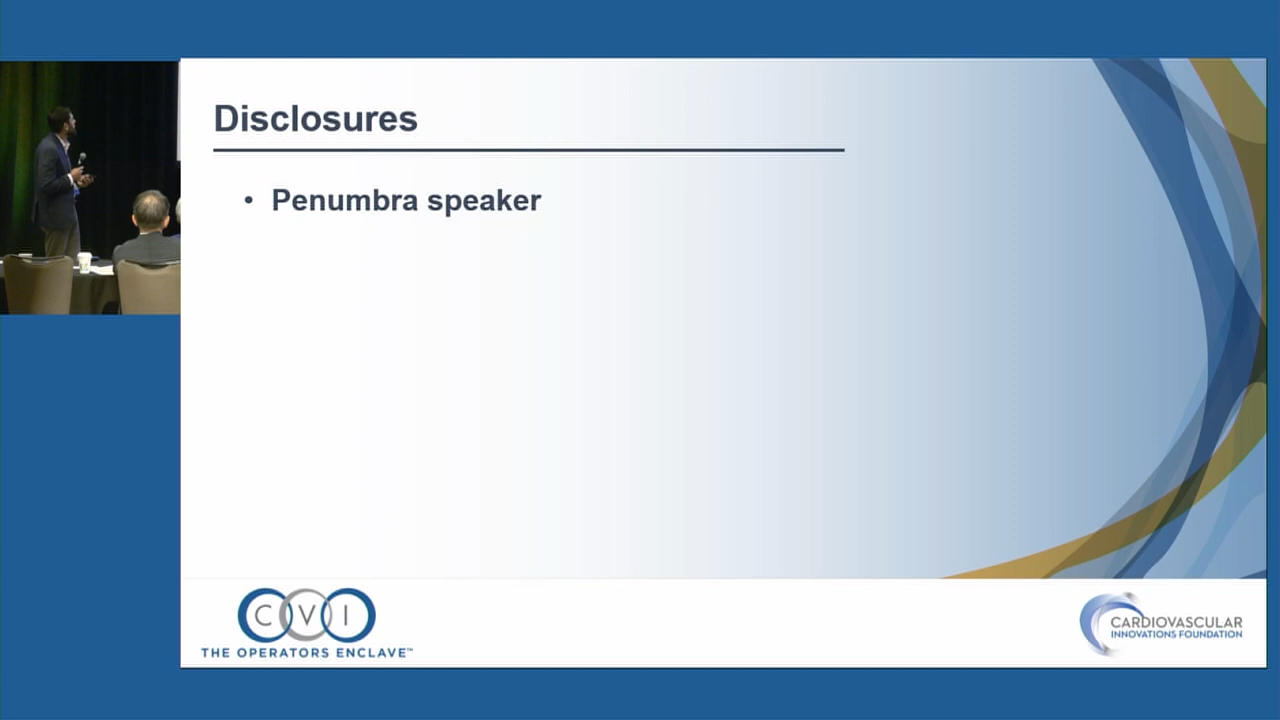 Disclosures
• Penumbra speaker
CVI
THE OPERATORS ENCLAVE™
CARDIOVASCULAR
INNOVATIONS FOUNDATION